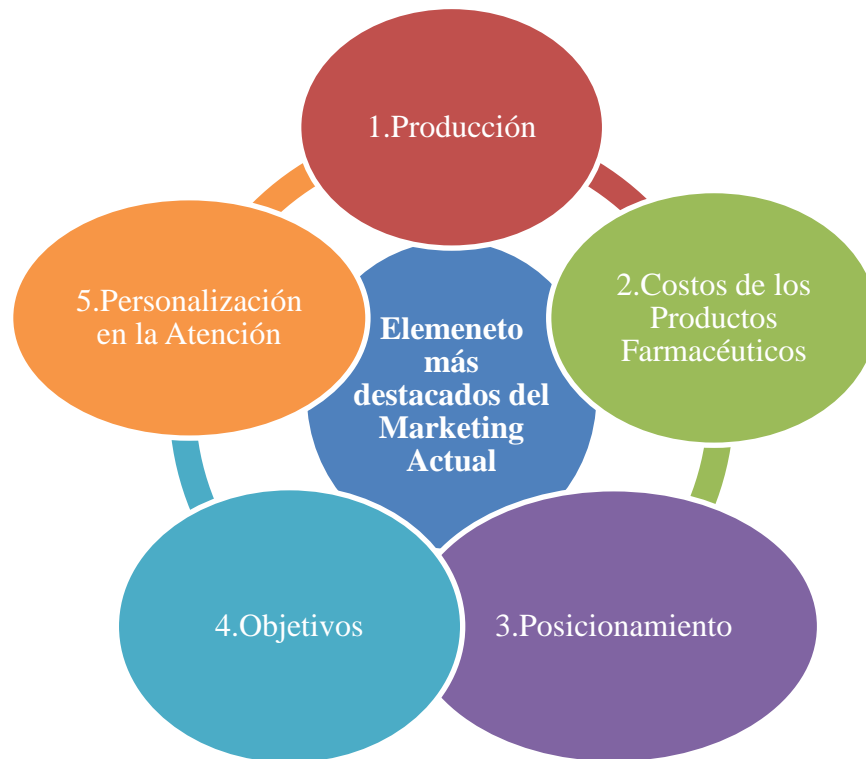 1.Producción
2.Costos de los
Productos
Farmacéuticos
3.Posicionamiento
4.Objetivos
5.Personalización
en la Atención
Elemeneto
más
destacados del
Marketing
Actual